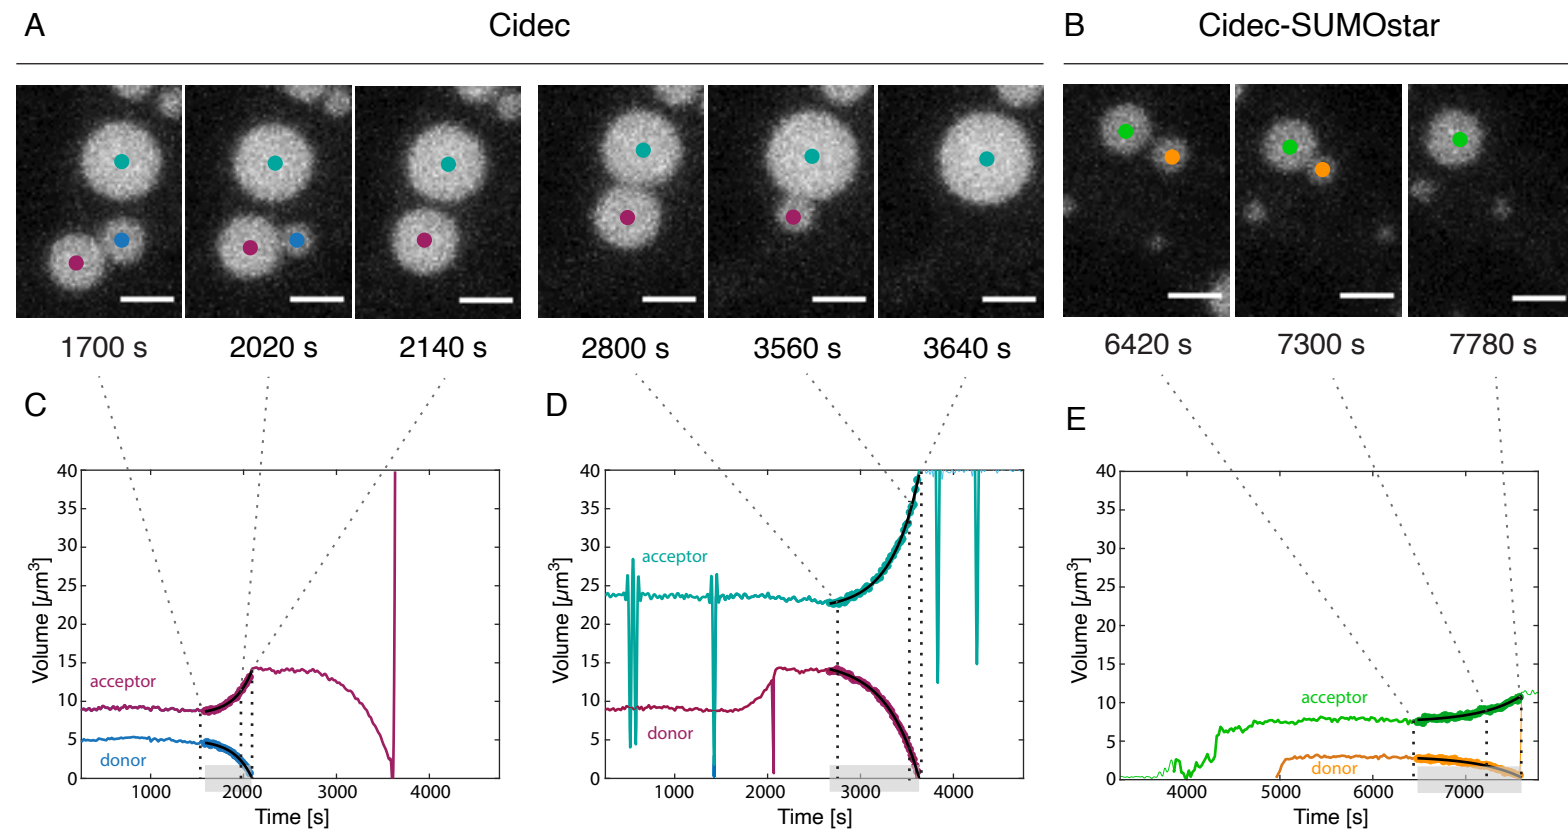 A
Cidec
B
Cidec-SUMOstar
1700 s
2020 s
2140 s
2800 s
3560 s
3640 s
6420 s
7300 s
7780 s
C
Volume [µm³]
40
35
30
25
20
15
10
5
0
acceptor
donor
1000
2000
3000
4000
Time [s]
D
Volume [µm³]
40
35
30
25
20
15
10
5
0
acceptor
donor
1000
2000
3000
4000
Time [s]
E
Volume [µm³]
40
35
30
25
20
15
10
5
0
acceptor
donor
4000
5000
6000
7000
Time [s]